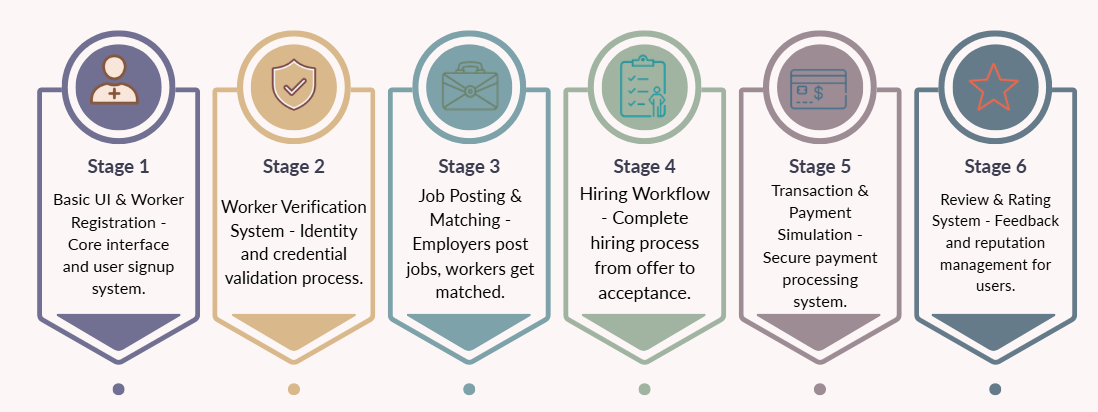 Stage 1
Basic UI & Worker
Registration -
Core interface
and user signup
system.
Stage 2
Worker Verification
System - Identity
and credential
validation process.
Stage 3
Job Posting &
Matching -
Employers post
jobs, workers get
matched.
Stage 4
Hiring Workflow
- Complete
hiring process
from offer to
acceptance.
Stage 5
Transaction &
Payment
Simulation -
Secure payment
processing
system.
Stage 6
Review & Rating
System - Feedback
and reputation
management for
users.